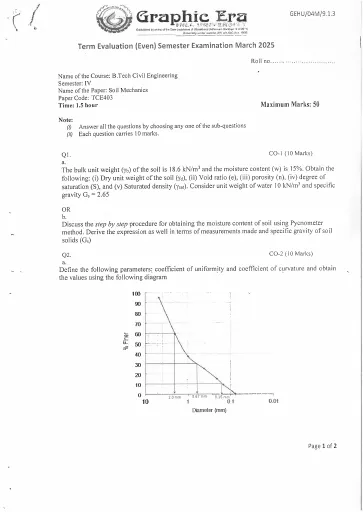 GEHU/04M/9.1.3
Graphic Era
HILL UNIVERSITY
Term Evaluation (Even) Semester Examination March 2025
Roll no..............................
Name of the Course: B.Tech Civil Engineering
Semester: IV
Name of the Paper: Soil Mechanics
Paper Code: TCE403
Time: 1.5 hour
Maximum Marks: 50
Note:
(i) Answer all the questions by choosing any one of the sub-questions
(ii) Each question carries 10 marks.
Q1. CO-1 (10 Marks)
a.
The bulk unit weight (γb) of the soil is 18.6 kN/m³ and the moisture content (w) is 15%. Obtain the
following: (i) Dry unit weight of the soil (γd), (ii) Void ratio (e), (iii) porosity (n), (iv) degree of
saturation (S), and (v) Saturated density (γsat). Consider unit weight of water 10 kN/m³ and specific
gravity Gs = 2.65
OR
b.
Discuss the step by step procedure for obtaining the moisture content of soil using Pycnometer
method. Derive the expression as well in terms of measurements made and specific gravity of soil
solids (Gs)
Q2. CO-2 (10 Marks)
a.
Define the following parameters: coefficient of uniformity and coefficient of curvature and obtain
the values using the following diagram
% Finer
100
90
80
70
60
50
40
30
20
10
0
10 1 0.1 0.01
Diameter (mm)
Page 1 of 2